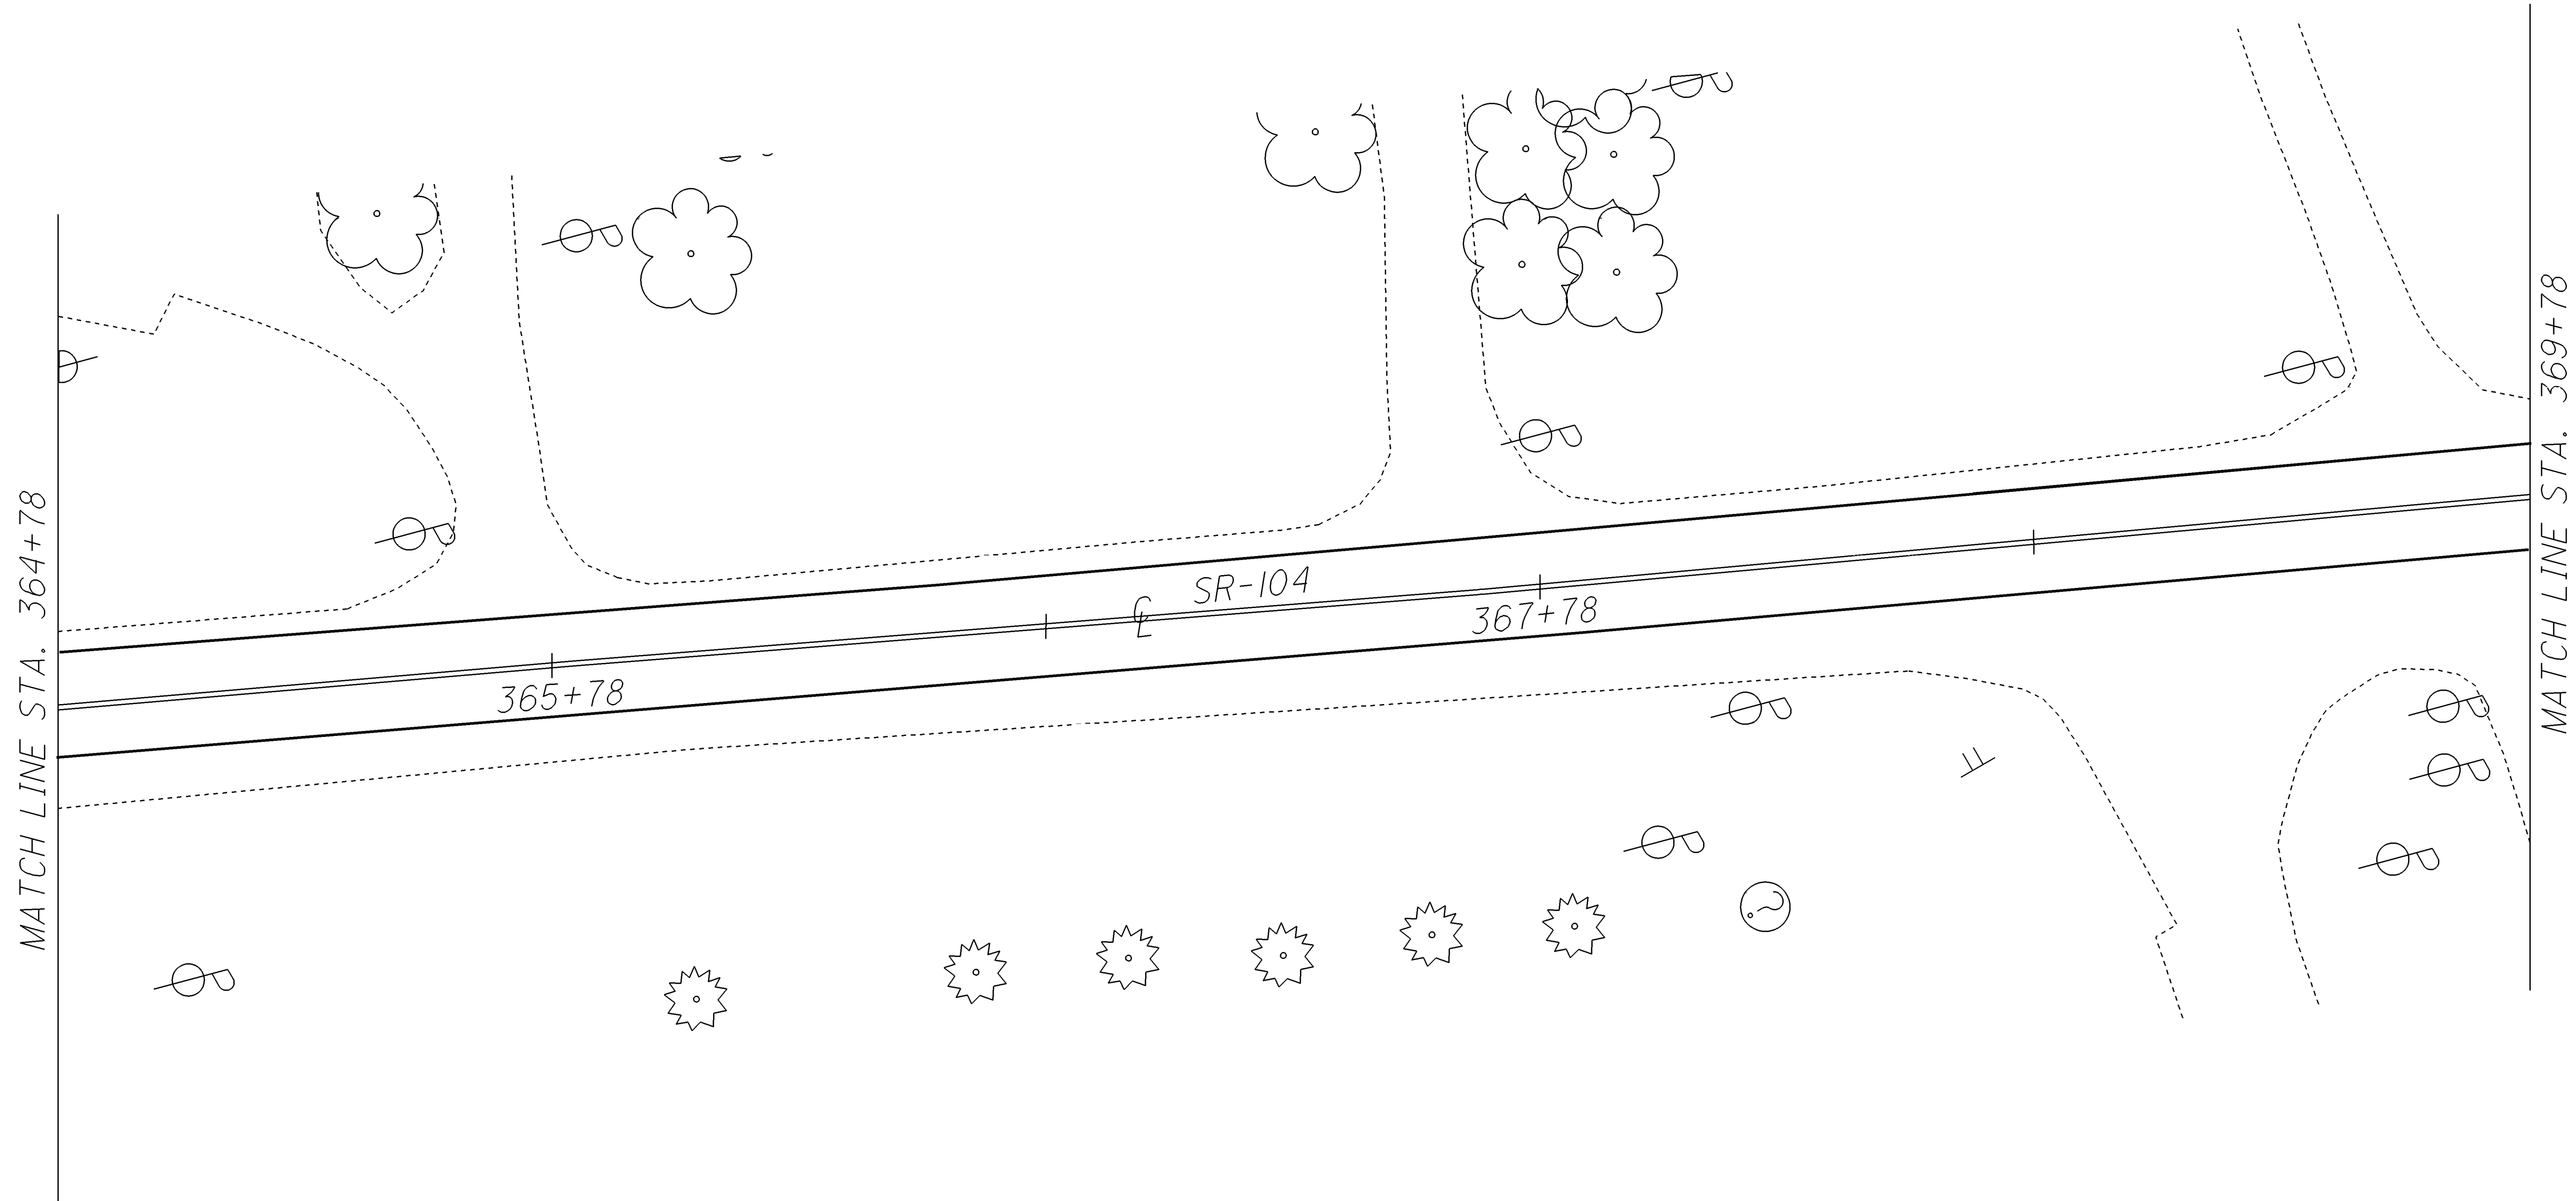 MATCH LINE STA. 364+78
365+78
℄
SR-104
367+78
MATCH LINE STA. 369+78